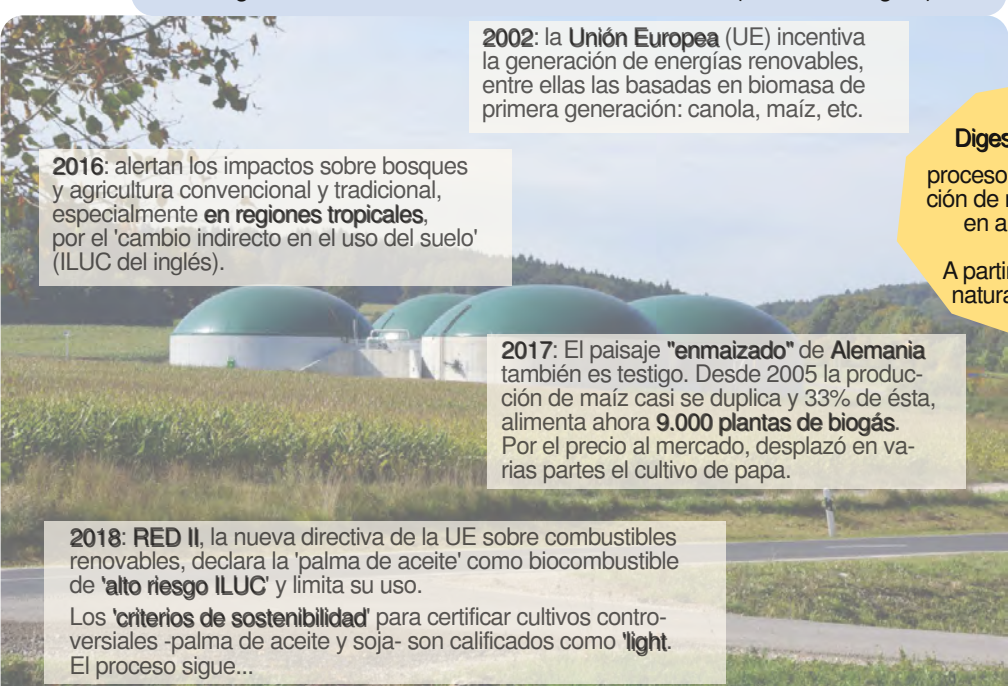 2002: la Unión Europea (UE) incentiva
la generación de energías renovables,
entre ellas las basadas en biomasa de
primera generación: canola, maíz, etc.
2016: alertan los impactos sobre bosques
y agricultura convencional y tradicional,
especialmente en regiones tropicales,
por el 'cambio indirecto en el uso del suelo'
(ILUC del inglés).
proceso
ción de
en
A
2017: El paisaje "enmaizado" de Alemania
también es testigo. Desde 2005 la produc-
ción de maíz casi se duplica y 33% de ésta,
alimenta ahora 9.000 plantas de biogás.
Por el precio al mercado, desplazó en va-
rias partes el cultivo de papa.
2018: RED II, la nueva directiva de la UE sobre combustibles
renovables, declara la 'palma de aceite' como biocombustible
de 'alto riesgo ILUC' y limita su uso.
Los 'criterios de sostenibilidad' para certificar cultivos contro-
versiales -palma de aceite y soja- son calificados como 'light.
El proceso sigue...